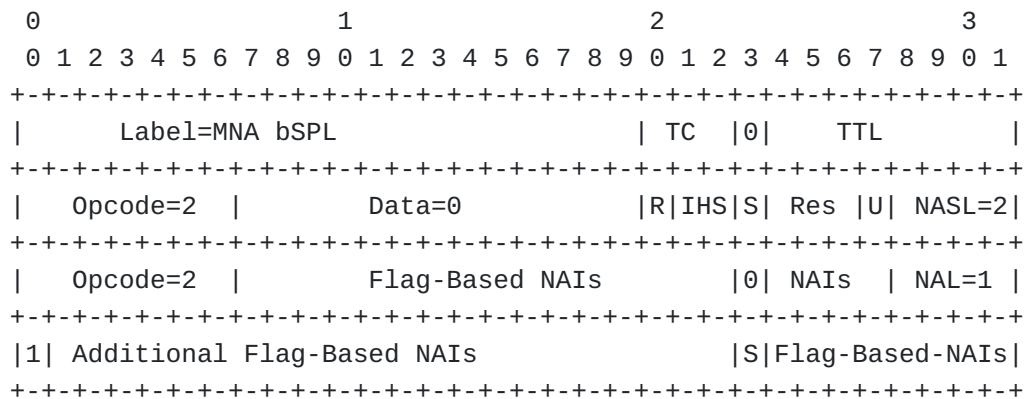 0                   1                   2                   3
 0 1 2 3 4 5 6 7 8 9 0 1 2 3 4 5 6 7 8 9 0 1 2 3 4 5 6 7 8 9 0 1
+-+-+-+-+-+-+-+-+-+-+-+-+-+-+-+-+-+-+-+-+-+-+-+-+-+-+-+-+-+-+-+-+
|      Label=MNA bSPL                   | TC  |0|    TTL        |
+-+-+-+-+-+-+-+-+-+-+-+-+-+-+-+-+-+-+-+-+-+-+-+-+-+-+-+-+-+-+-+-+
|   Opcode=2  |        Data=0           |R|IHS|S| Res |U| NASL=2|
+-+-+-+-+-+-+-+-+-+-+-+-+-+-+-+-+-+-+-+-+-+-+-+-+-+-+-+-+-+-+-+-+
|   Opcode=2  |        Flag-Based NAIs        |0| NAIs  | NAL=1 |
+-+-+-+-+-+-+-+-+-+-+-+-+-+-+-+-+-+-+-+-+-+-+-+-+-+-+-+-+-+-+-+-+
|1| Additional Flag-Based NAIs                |S|Flag-Based-NAIs|
+-+-+-+-+-+-+-+-+-+-+-+-+-+-+-+-+-+-+-+-+-+-+-+-+-+-+-+-+-+-+-+-+